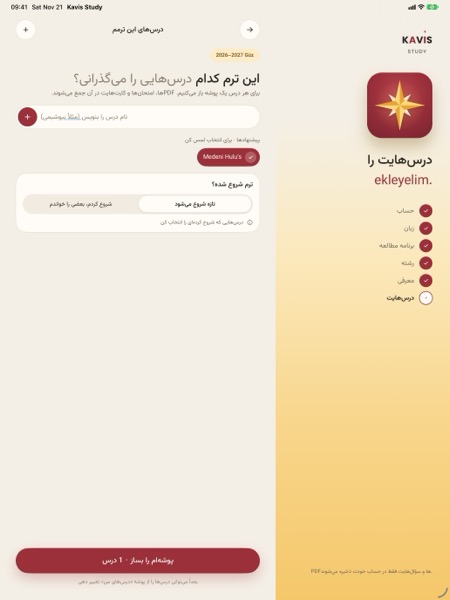 09:41 Sat Nov 21 Kavis Study
KAVIS
STUDY
درس‌هایت را
ekleyelim.
حساب
زبان
برنامه مطالعه
رشته
معرفی
درس‌هایت
درس‌های این ترمم
2026–2027 Güz
این ترم کدام درس‌هایی را می‌گذرانی؟
برای هر درس یک پوشه باز می‌کنیم. PDFها، امتحان‌ها و کارت‌هایت در آن جمع می‌شوند.
نام درس را بنویس (مثلاً بیوشیمی)
پیشنهادها · برای انتخاب لمس کن
Medeni Hulu's
ترم شروع شده؟
تازه شروع می‌شود
شروع کردم، بعضی را خواندم
درس‌هایی که شروع کرده‌ای را انتخاب کن
پوشه‌ام را بساز · 1 درس